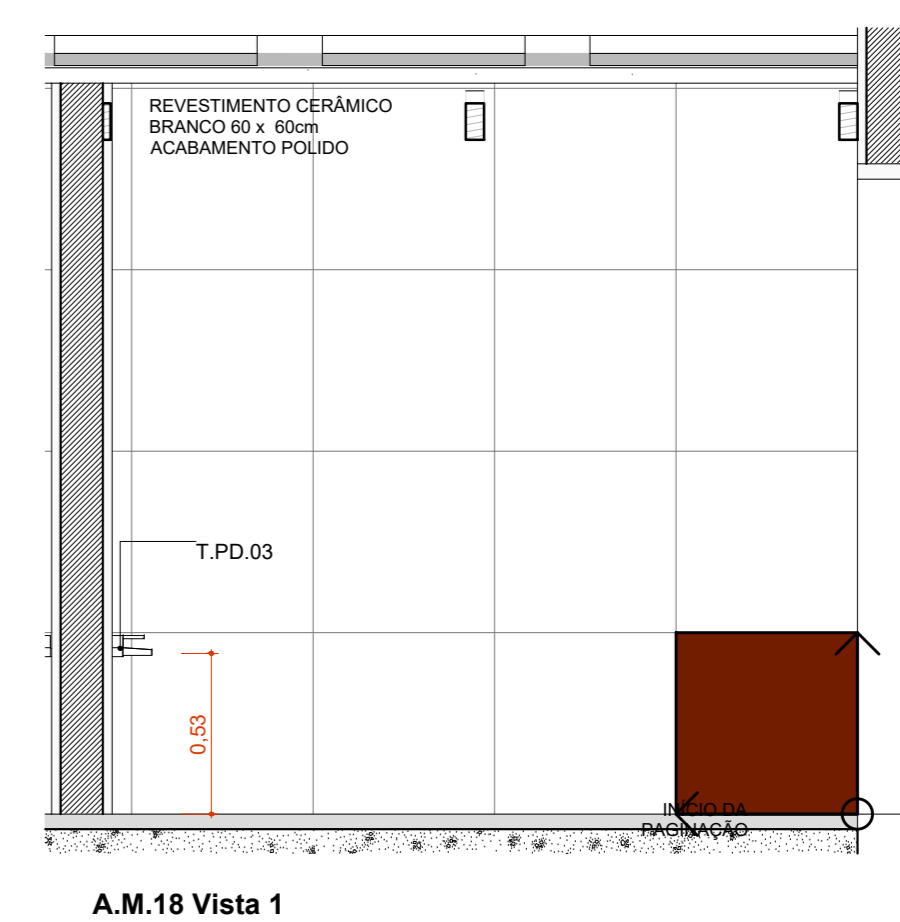 REVESTIMENTO CERÂMICO
BRANCO 60 x 60cm
ACABAMENTO POLIDO
T.PD.03
0,53
INÍCIO DA
PAGINAÇÃO
A.M.18 Vista 1